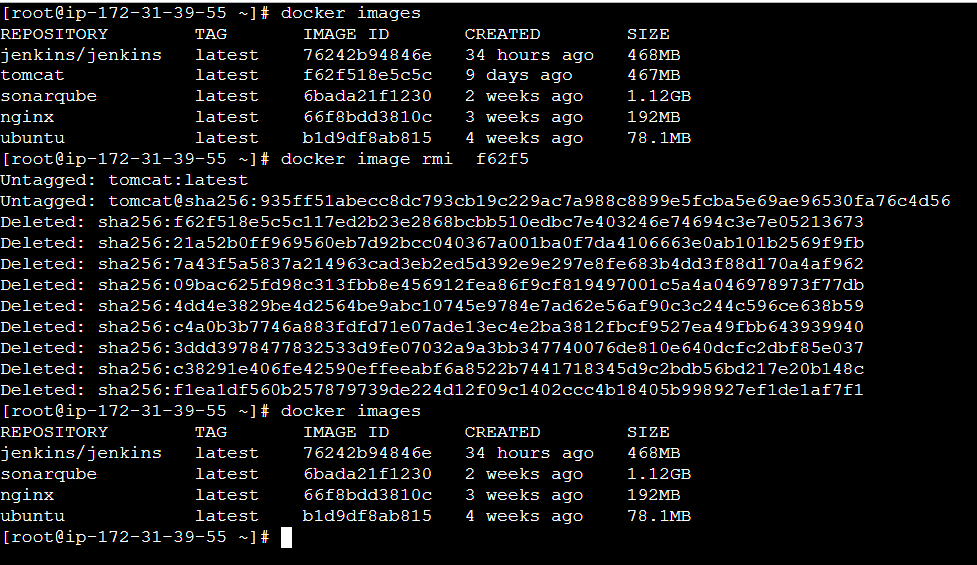 [root@ip-172-31-39-55 ~]# docker images
REPOSITORY TAG IMAGE ID CREATED SIZE
jenkins/jenkins latest 76242b94846e 34 hours ago 468MB
tomcat latest f62f518e5c5c 9 days ago 467MB
sonarqube latest 6bada21f1230 2 weeks ago 1.12GB
nginx latest 66f8bdd3810c 3 weeks ago 192MB
ubuntu latest b1d9df8ab815 4 weeks ago 78.1MB
[root@ip-172-31-39-55 ~]# docker image rmi f62f5
Untagged: tomcat:latest
Untagged: tomcat@sha256:935ff51abecc8dc793cb19c229ac7a988c8899e5fcba5e69ae96530fa76c4d56
Deleted: sha256:f62f518e5c5c117ed2b23e2868bcbb510edbc7e403246e74694c3e7e05213673
Deleted: sha256:21a52b0ff969560eb7d92bcc040367a001ba0f7da4106663e0ab101b2569f9fb
Deleted: sha256:7a43f5a5837a214963cad3eb2ed5d392e9e297e8fe683b4dd3f88d170a4af962
Deleted: sha256:09bac625fd98c313fbb8e456912fea86f9cf819497001c5a4a046978973f77db
Deleted: sha256:4dd4e3829be4d2564be9abc10745e9784e7ad62e56af90c3c244c596ce638b59
Deleted: sha256:c4a0b3b7746a883fdfd71e07ade13ec4e2ba3812fbcf9527ea49fbb643939940
Deleted: sha256:3ddd3978477832533d9fe07032a9a3bb347740076de810e640dcfc2dbf85e037
Deleted: sha256:c38291e406fe42590effeeabf6a8522b7441718345d9c2bdb56bd217e20b148c
Deleted: sha256:f1ea1df560b257879739de224d12f09c1402ccc4b18405b998927ef1de1af7f1
[root@ip-172-31-39-55 ~]# docker images
REPOSITORY TAG IMAGE ID CREATED SIZE
jenkins/jenkins latest 76242b94846e 34 hours ago 468MB
sonarqube latest 6bada21f1230 2 weeks ago 1.12GB
nginx latest 66f8bdd3810c 3 weeks ago 192MB
ubuntu latest b1d9df8ab815 4 weeks ago 78.1MB
[root@ip-172-31-39-55 ~]#